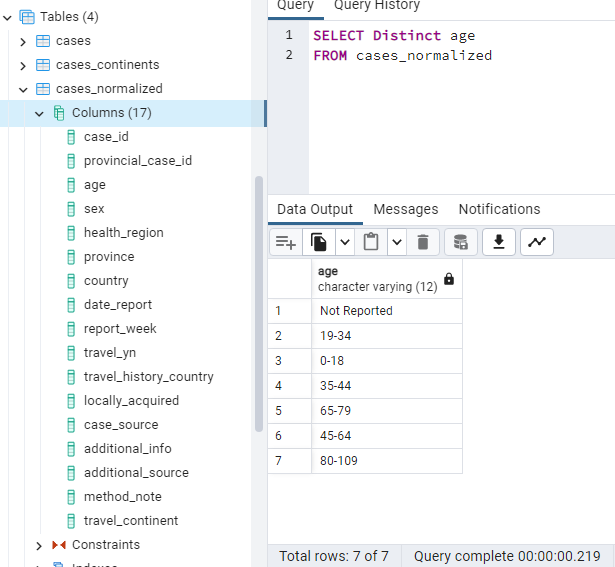 Tables (4)
cases
cases_continents
cases_normalized
Columns (17)
case_id
provincial_case_id
age
sex
health_region
province
country
date_report
report_week
travel_yn
travel_history_country
locally_acquired
case_source
additional_info
additional_source
method_note
travel_continent
Constraints
Indexes
Query Query History
1 SELECT Distinct age
2 FROM cases_normalized
Data Output Messages Notifications
age
character varying (12)
1 Not Reported
2 19-34
3 0-18
4 35-44
5 65-79
6 45-64
7 80-109
Total rows: 7 of 7 Query complete 00:00:00.219